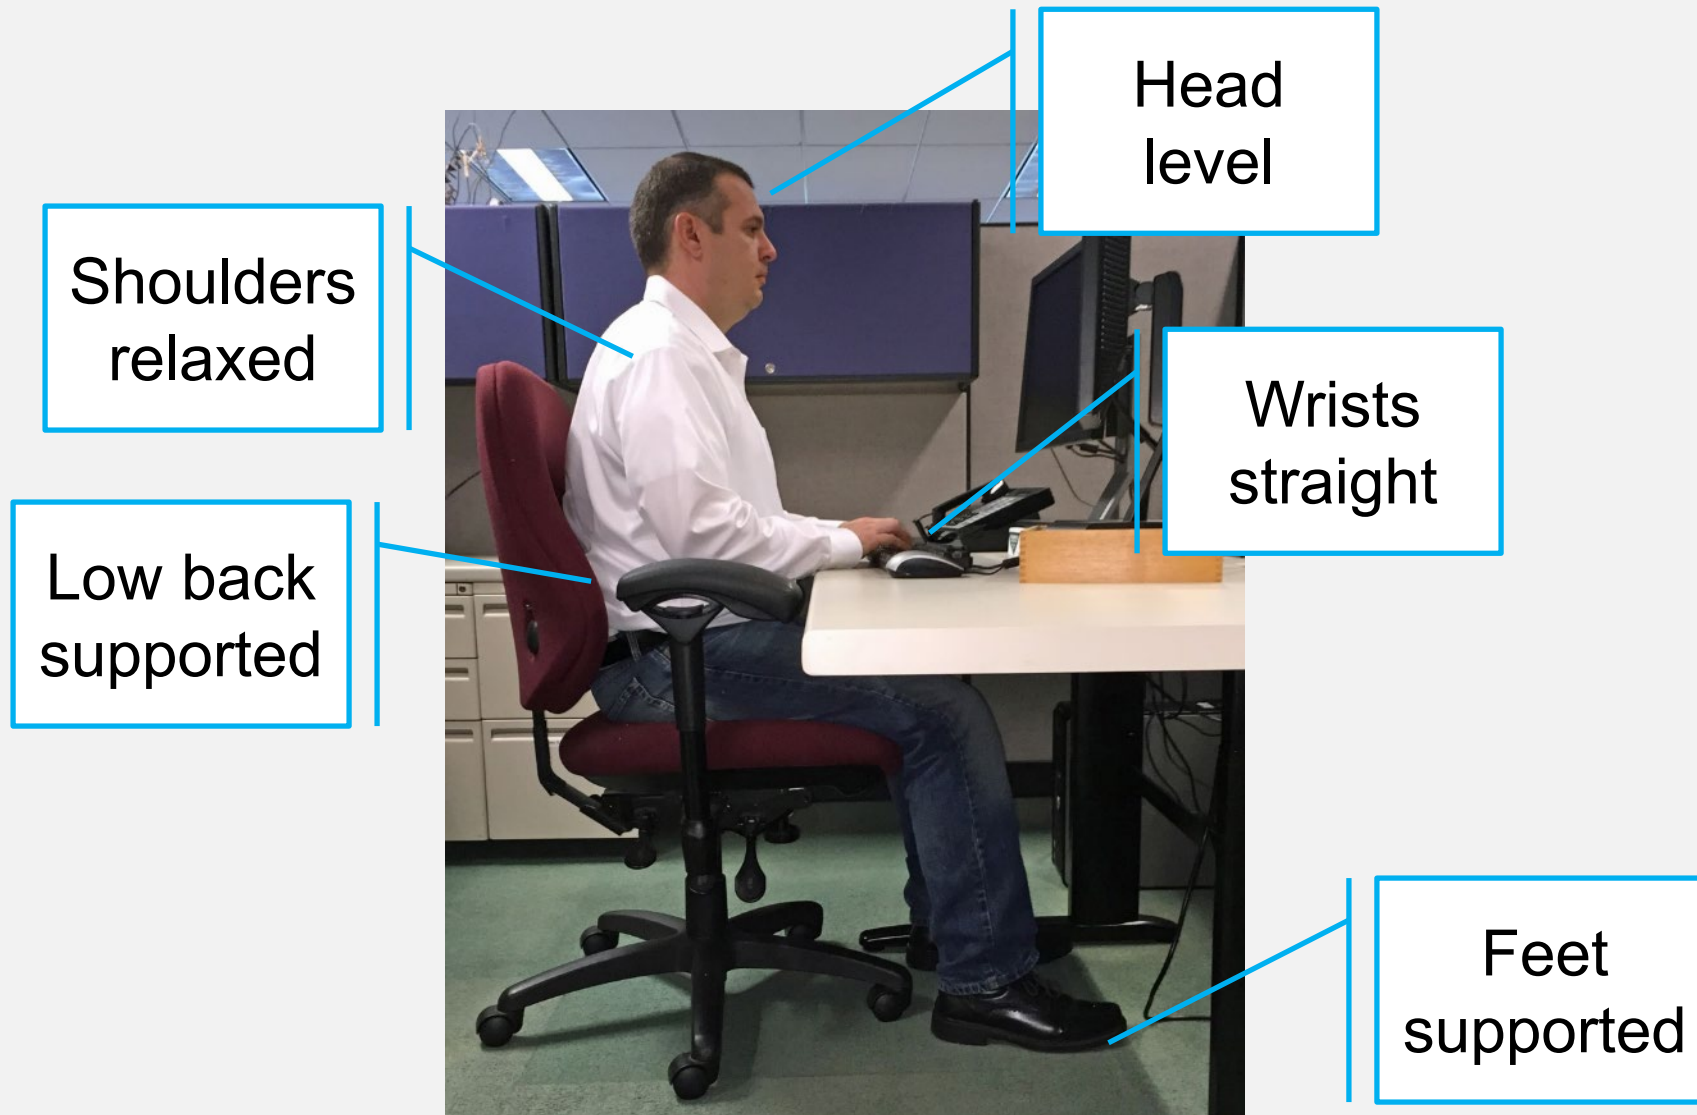 Head
level
Shoulders
relaxed
Wrists
straight
Low back
supported
Feet
supported